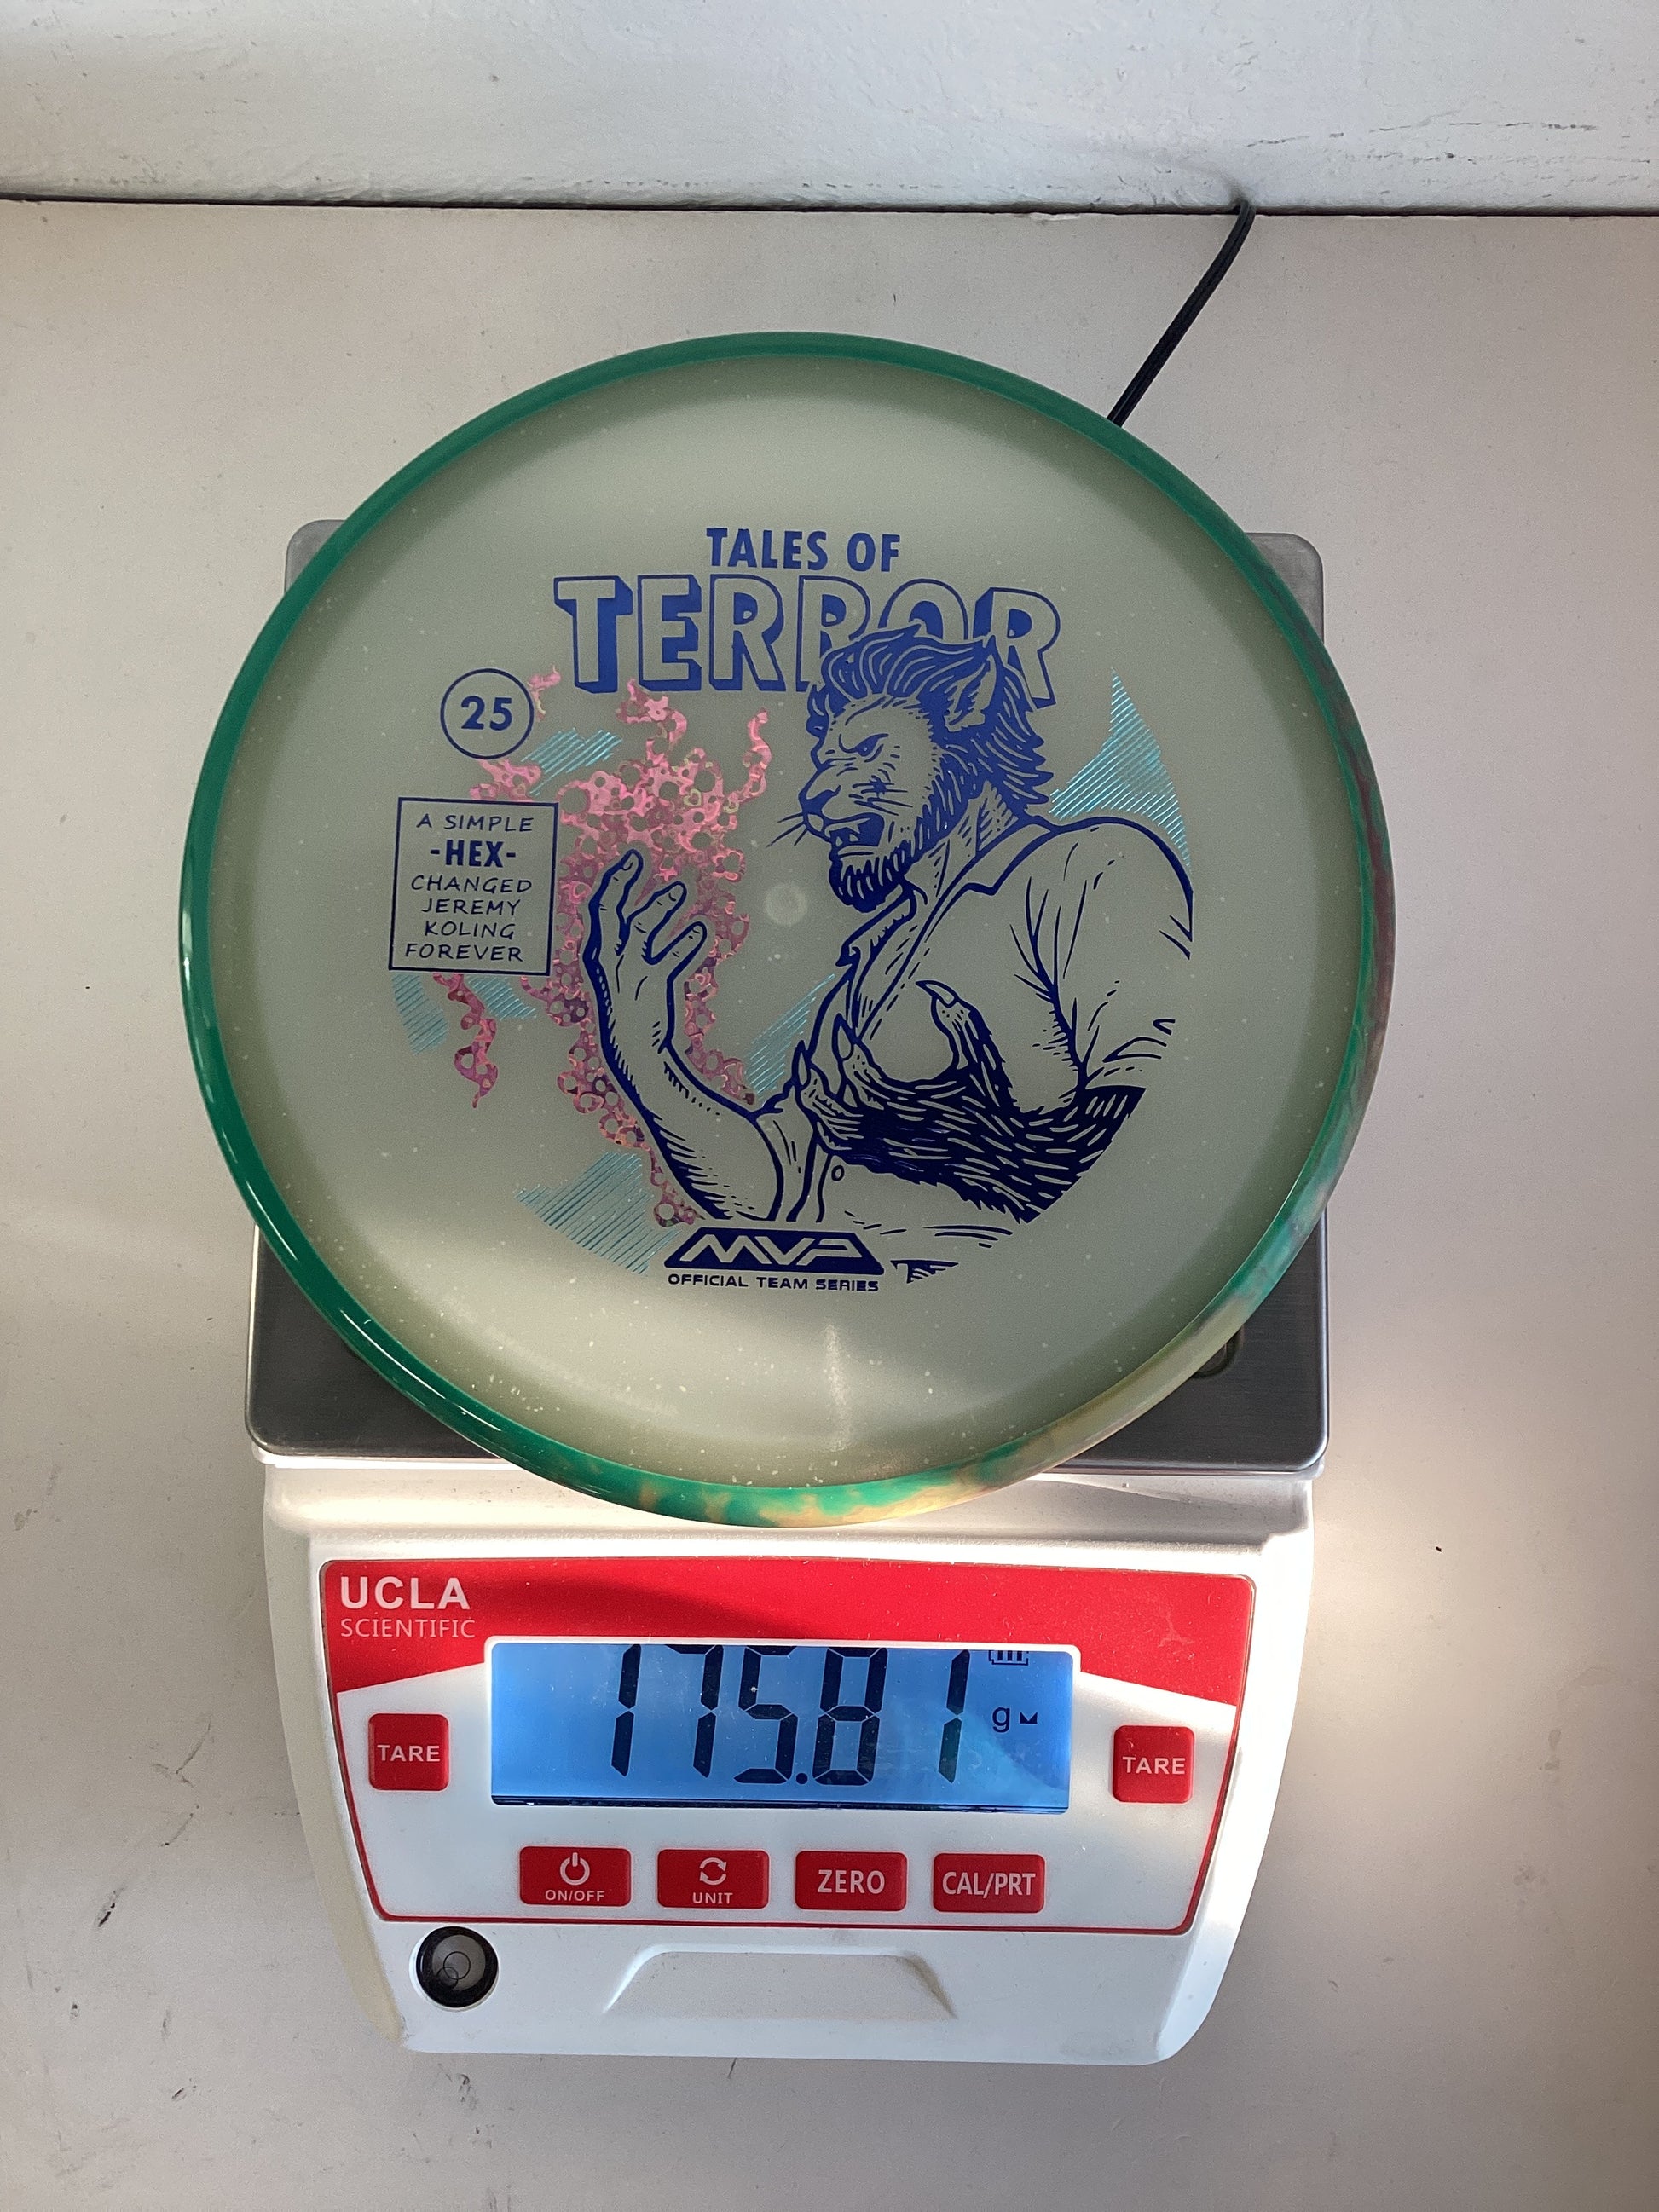 TALES OF
TERROR
25
A SIMPLE
-HEX-
CHANGED
JEREMY
KOLING
FOREVER
MVP
OFFICIAL TEAM SERIES
UCLA
SCIENTIFIC
175.81 g
TARE
TARE
ON/OFF
UNIT
ZERO
CAL/PRT